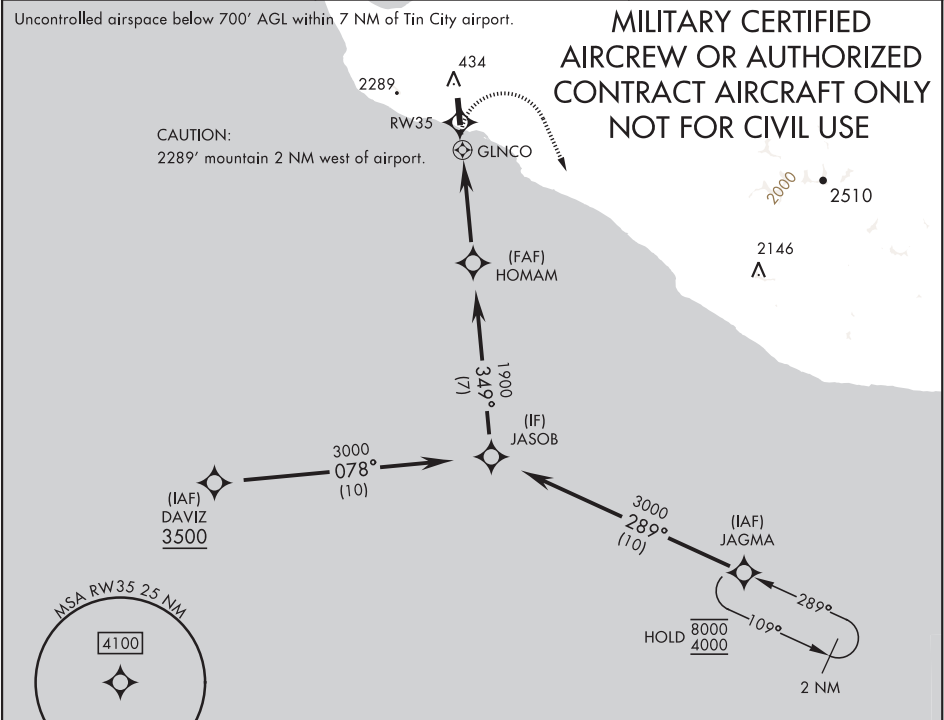 Uncontrolled airspace below 700' AGL within 7 NM of Tin City airport.
MILITARY CERTIFIED
AIRCREW OR AUTHORIZED
CONTRACT AIRCRAFT ONLY
NOT FOR CIVIL USE
434
2289
RW35
CAUTION:
2289' mountain 2 NM west of airport.
GLNCO
2000
2510
2146
(FAF)
HOMAM
1900
349°
(7)
(IF)
JASOB
3000
078°
(10)
(IAF)
DAVIZ
3500
3000
289°
(10)
(IAF)
JAGMA
289°
109°
HOLD 8000
4000
2 NM
MSA RW35 25 NM
4100